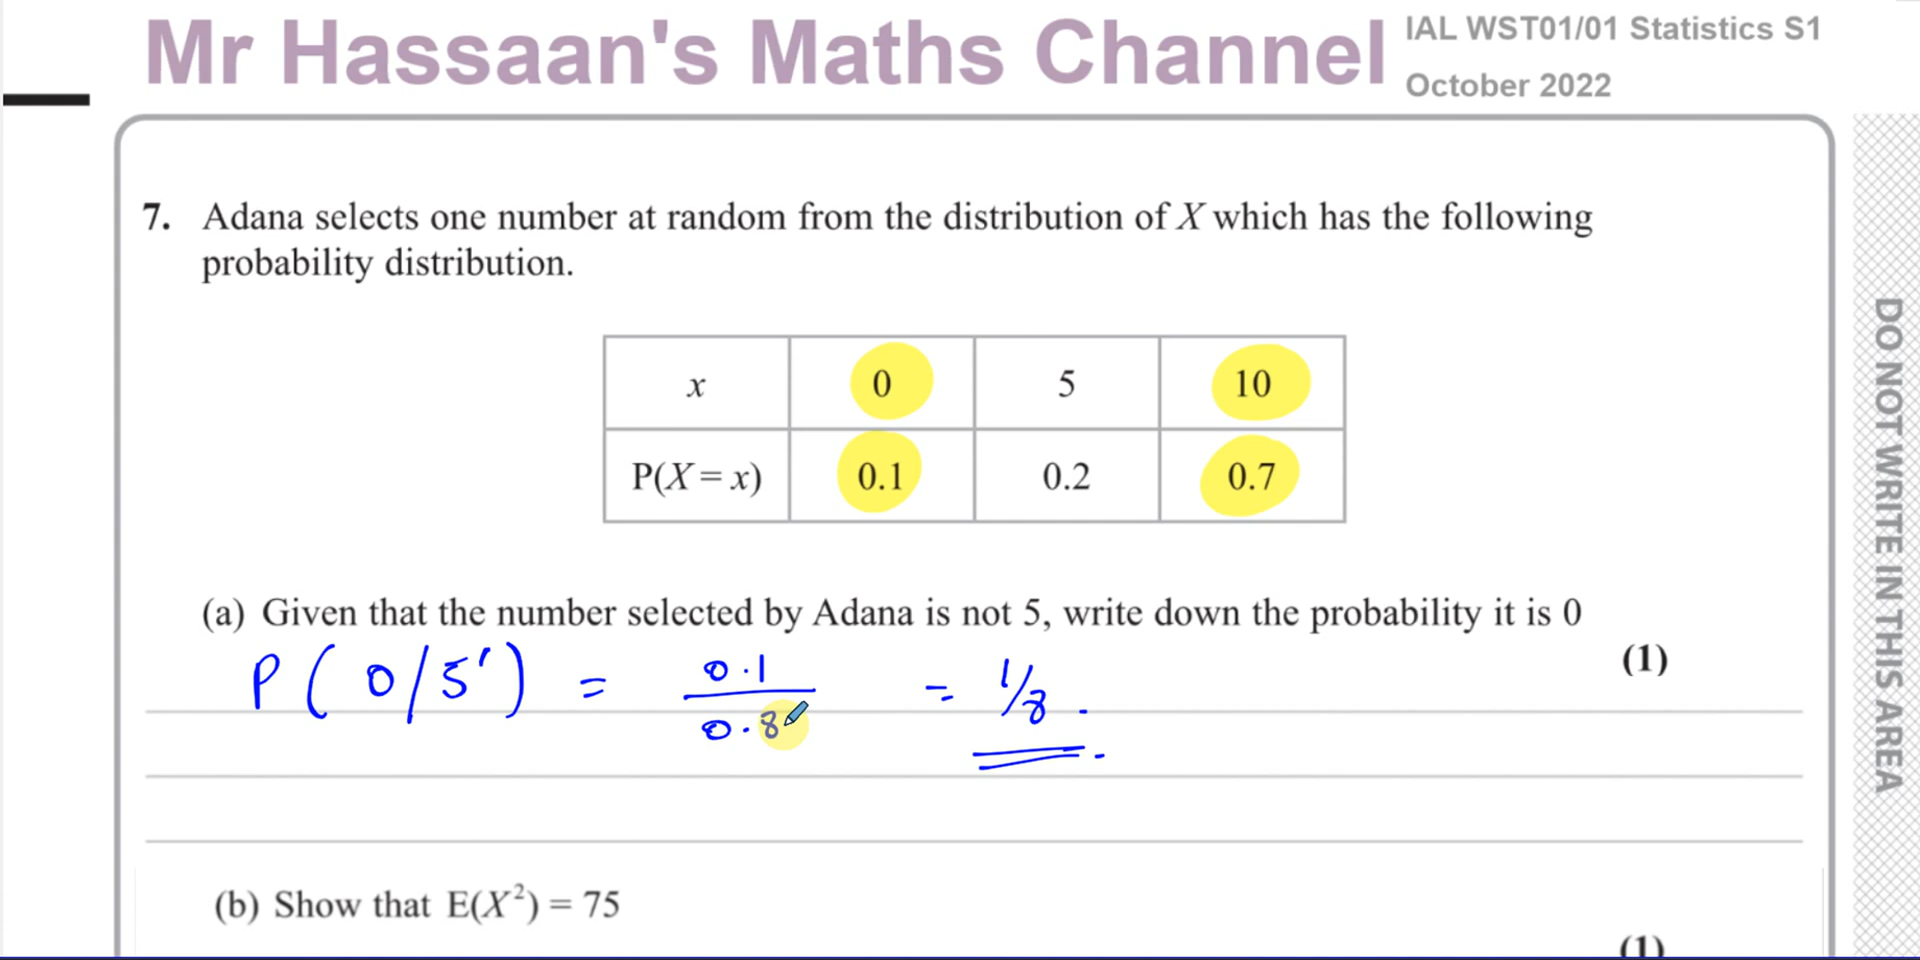 Mr Hassaan's Maths Channel
IAL WST01/01 Statistics S1
October 2022
7. Adana selects one number at random from the distribution of X which has the following
probability distribution.
x 0 5 10
P(X = x) 0.1 0.2 0.7
(a) Given that the number selected by Adana is not 5, write down the probability it is 0
(1)
P(0/5') = 0.1/0.8 = 1/8.
(b) Show that E(X²) = 75
(1)
DO NOT WRITE IN THIS AREA